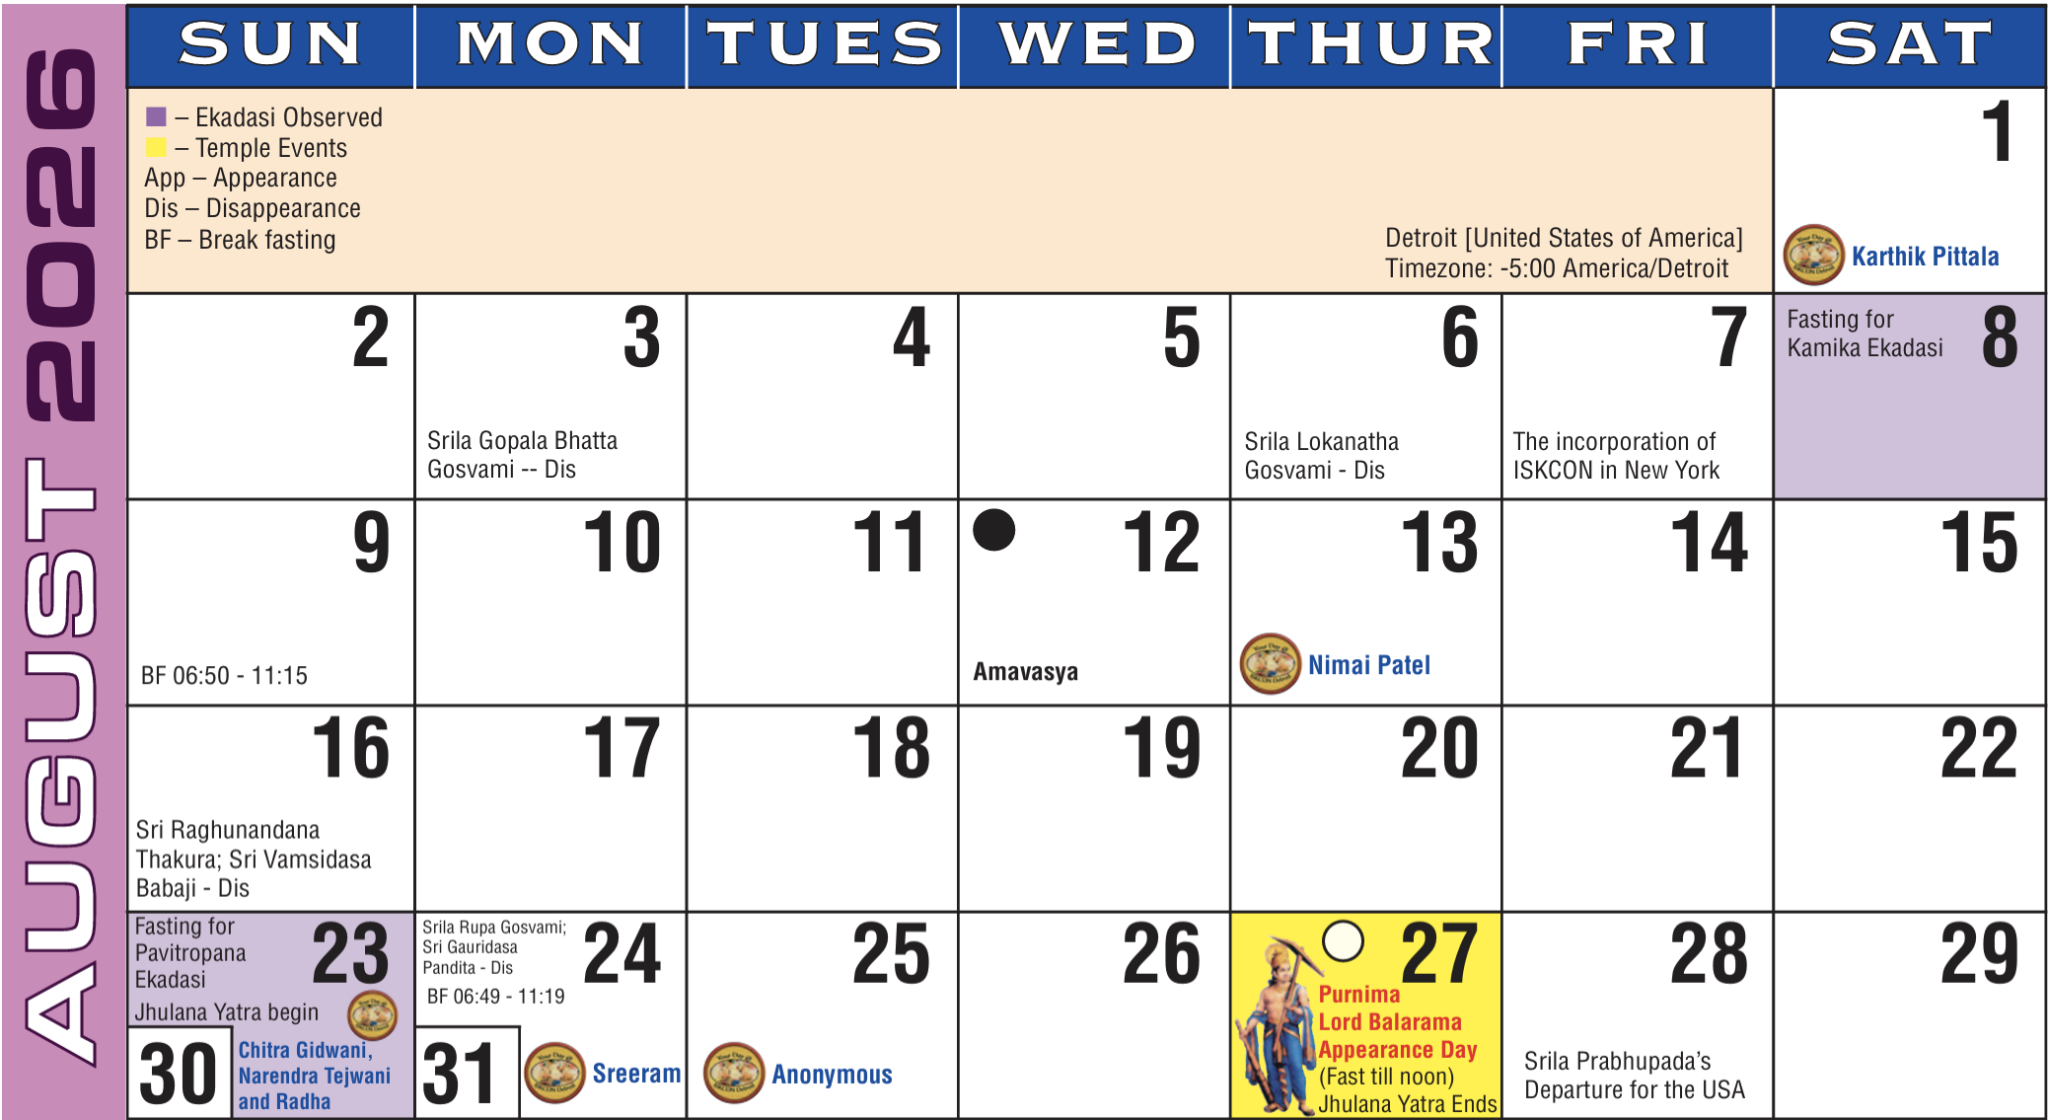 AUGUST 2026
SUN MON TUES WED THUR FRI SAT
– Ekadasi Observed
– Temple Events
App – Appearance
Dis – Disappearance
BF – Break fasting
Detroit [United States of America]
Timezone: -5:00 America/Detroit
1
Karthik Pittala
2
3
Srila Gopala Bhatta
Gosvami -- Dis
4
5
6
Srila Lokanatha
Gosvami - Dis
7
The incorporation of
ISKCON in New York
Fasting for
Kamika Ekadasi
8
9
BF 06:50 - 11:15
10
11
12
Amavasya
13
Nimai Patel
14
15
16
Sri Raghunandana
Thakura; Sri Vamsidasa
Babaji - Dis
17
18
19
20
21
22
Fasting for
Pavitropana
Ekadasi
23
Jhulana Yatra begin
30
Chitra Gidwani,
Narendra Tejwani
and Radha
Srila Rupa Gosvami;
Sri Gauridasa
Pandita - Dis
24
BF 06:49 - 11:19
31
Sreeram
25
Anonymous
26
27
Purnima
Lord Balarama
Appearance Day
(Fast till noon)
Jhulana Yatra Ends
28
Srila Prabhupada's
Departure for the USA
29